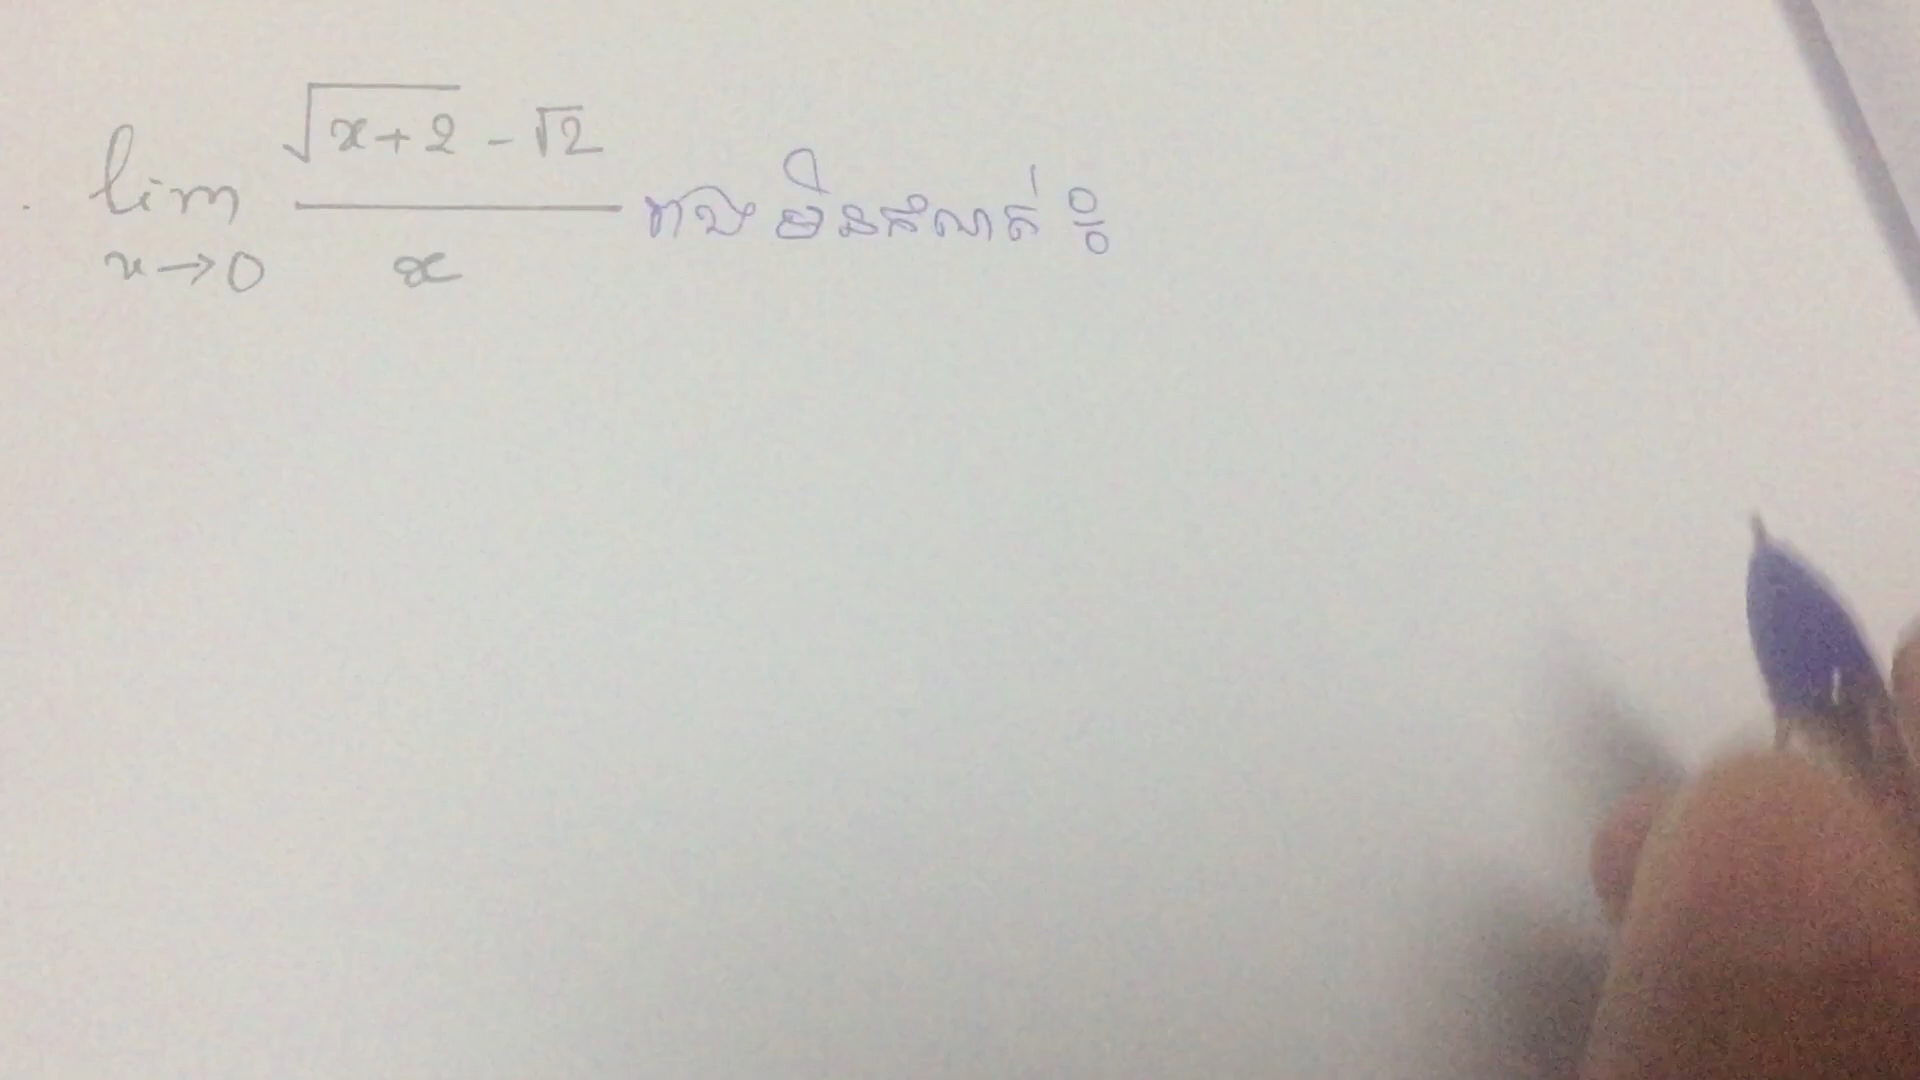 lim x→0 (√(x+2) - √2)/x រាងមិនកំណត់ 0/0